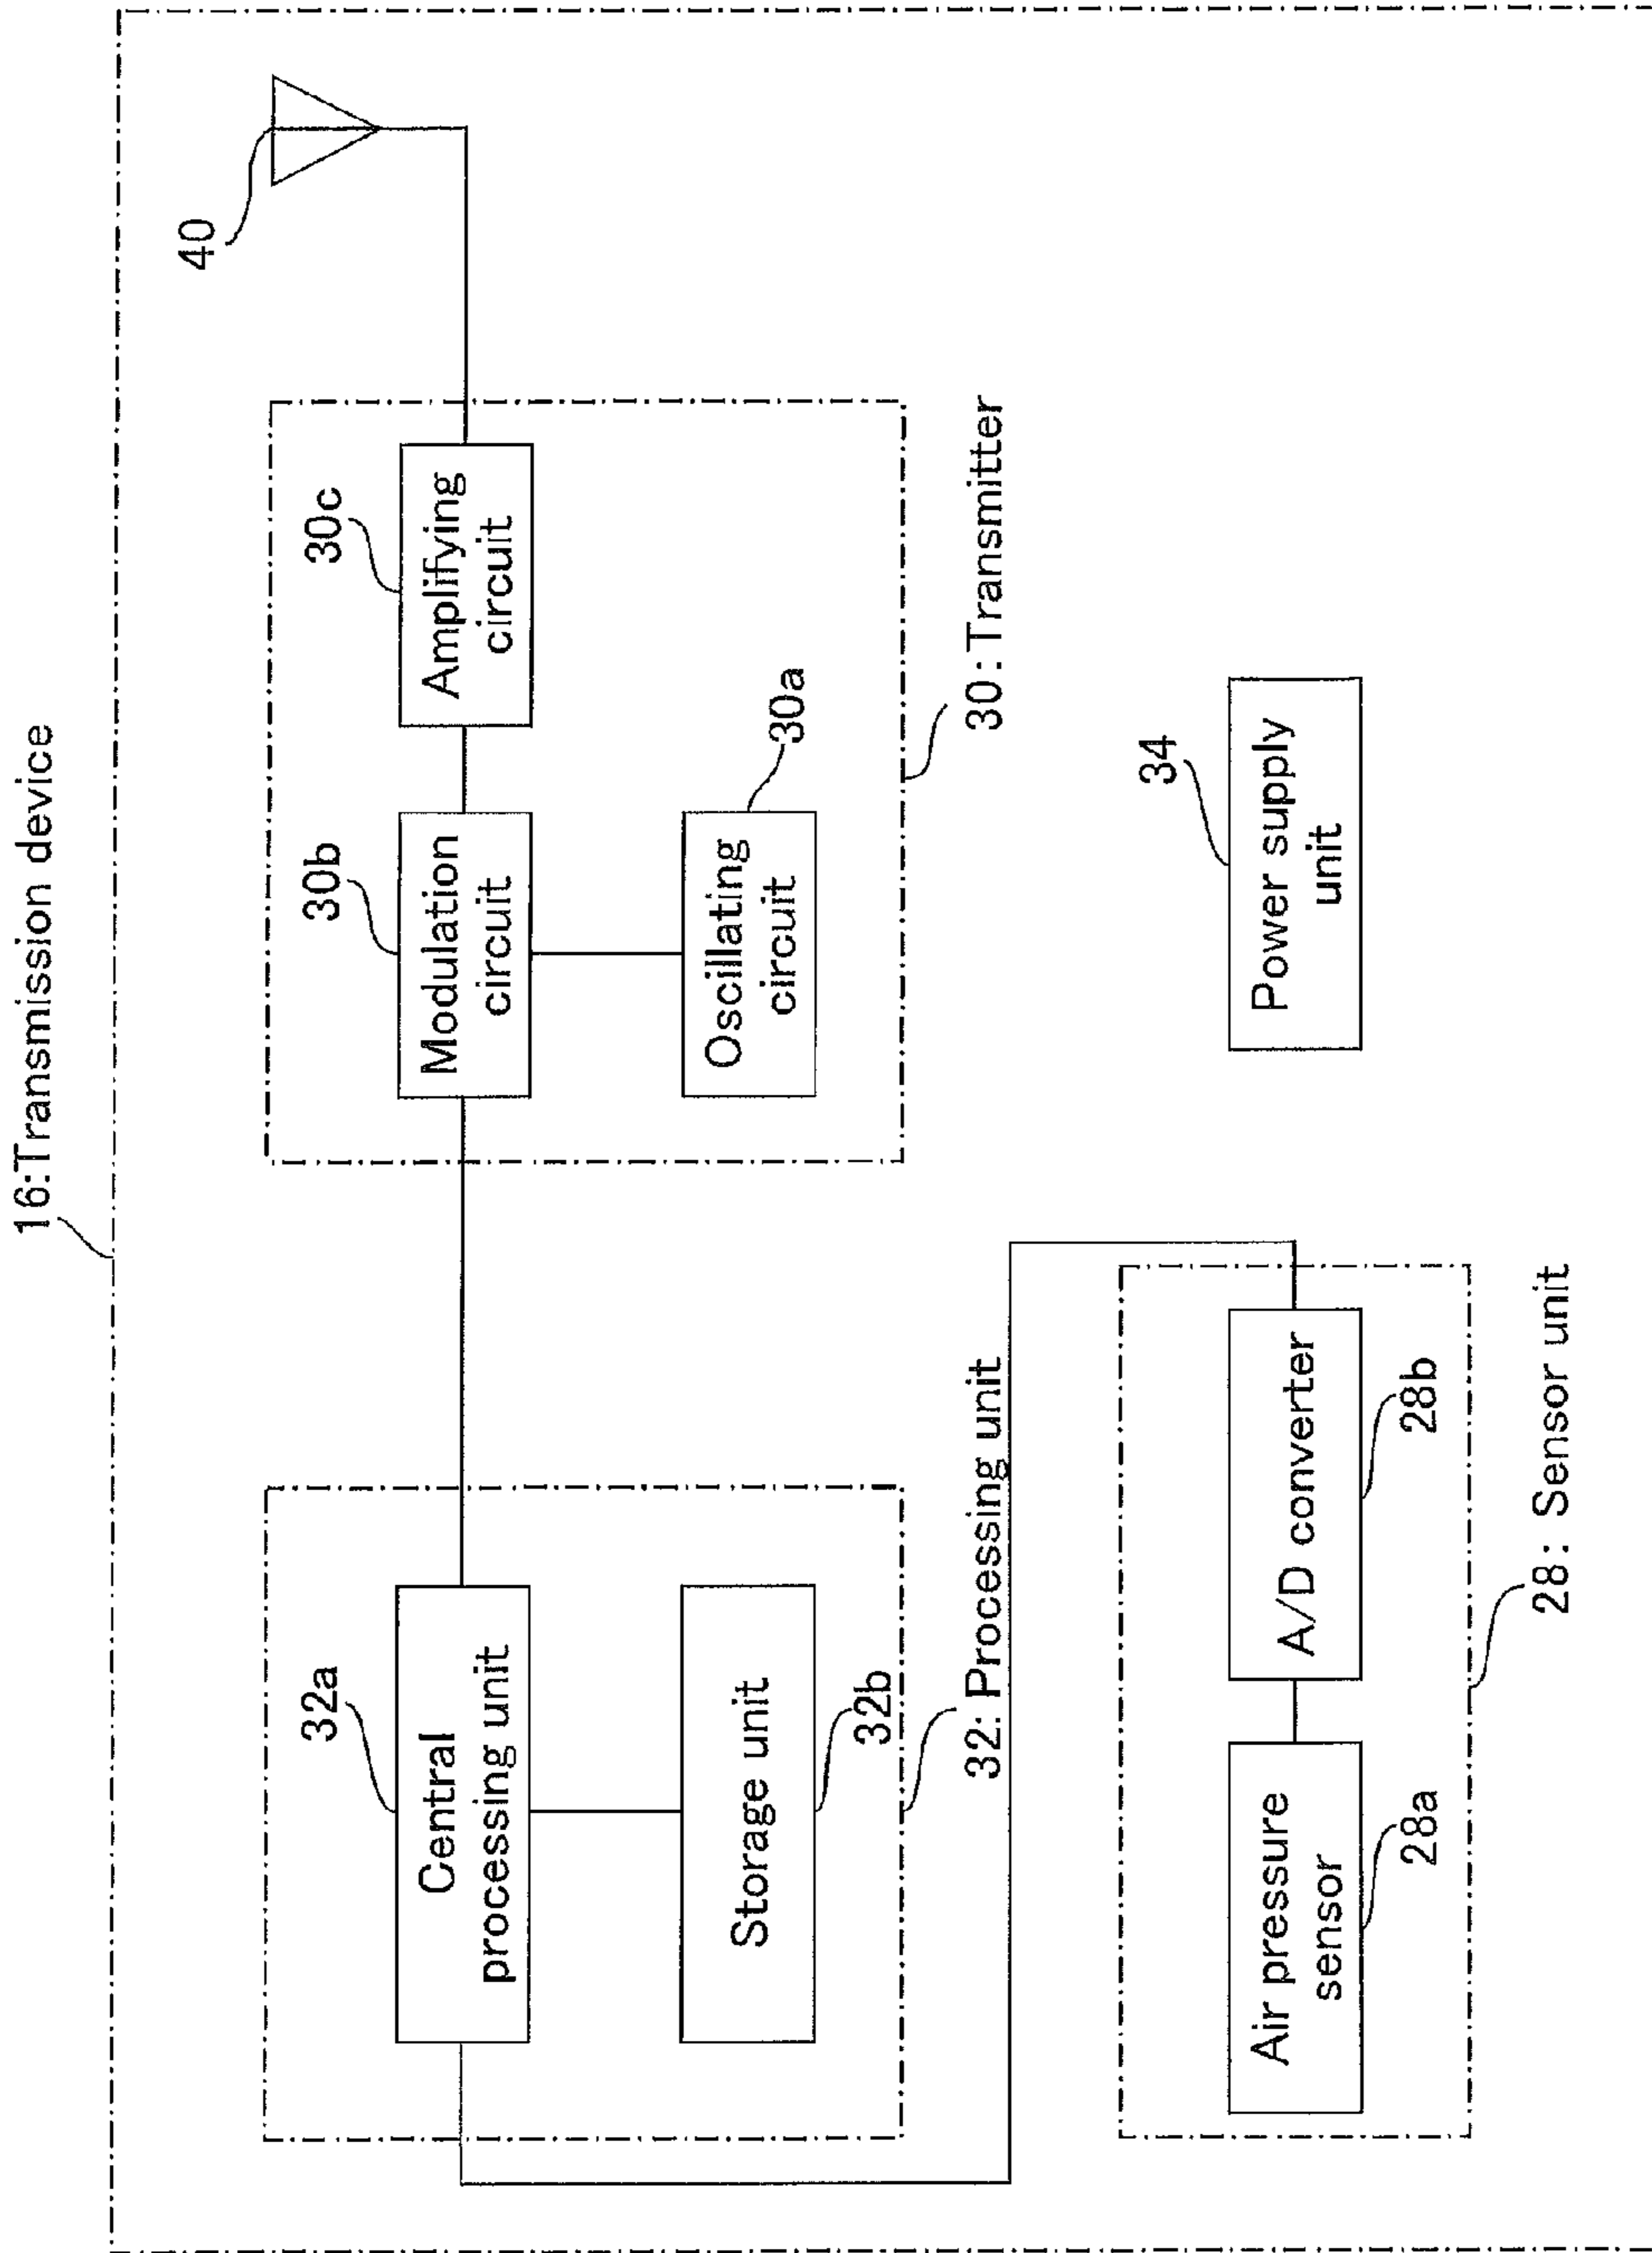 16:Transmission device
40
30c
Amplifying
circuit
30b
Modulation
circuit
30a
Oscillating
circuit
30:Transmitter
32a
Central
processing unit
Storage unit
32b
32: Processing unit
34
Power supply
unit
Air pressure
sensor
28a
A/D converter
28b
28: Sensor unit